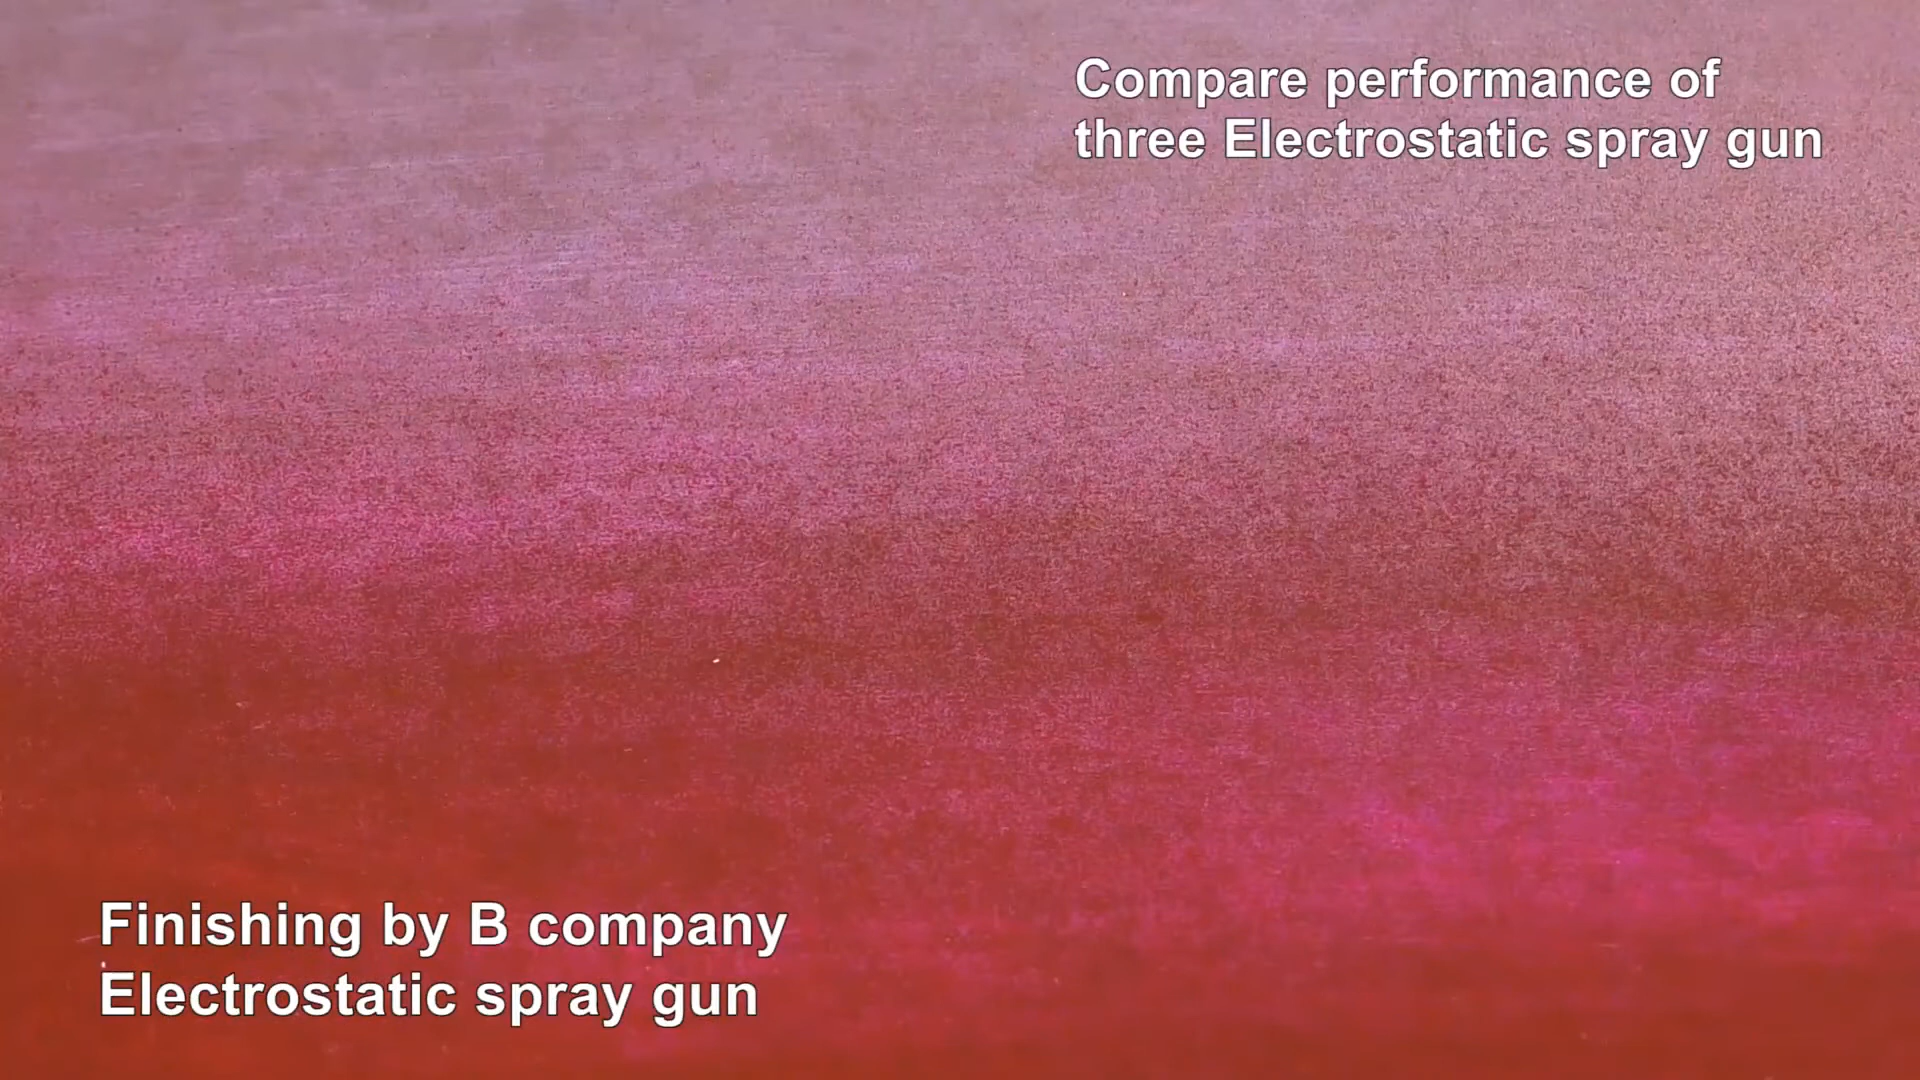 Compare performance of
three Electrostatic spray gun
Finishing by B company
Electrostatic spray gun